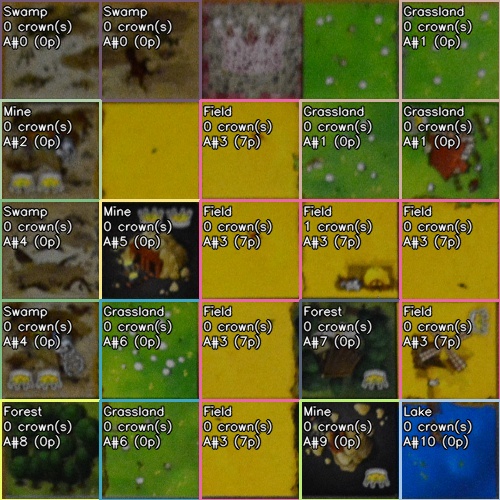 Swamp
0 crown(s)
A#0 (0p)
Swamp
0 crown(s)
A#0 (0p)
Grassland
0 crown(s)
A#1 (0p)
Mine
0 crown(s)
A#2 (0p)
Field
0 crown(s)
A#3 (7p)
Grassland
0 crown(s)
A#1 (0p)
Grassland
0 crown(s)
A#1 (0p)
Swamp
0 crown(s)
A#4 (0p)
Mine
0 crown(s)
A#5 (0p)
Field
0 crown(s)
A#3 (7p)
Field
1 crown(s)
A#3 (7p)
Field
0 crown(s)
A#3 (7p)
Swamp
0 crown(s)
A#4 (0p)
Grassland
0 crown(s)
A#6 (0p)
Field
0 crown(s)
A#3 (7p)
Forest
0 crown(s)
A#7 (0p)
Field
0 crown(s)
A#3 (7p)
Forest
0 crown(s)
A#8 (0p)
Grassland
0 crown(s)
A#6 (0p)
Field
0 crown(s)
A#3 (7p)
Mine
0 crown(s)
A#9 (0p)
Lake
0 crown(s)
A#10 (0p)